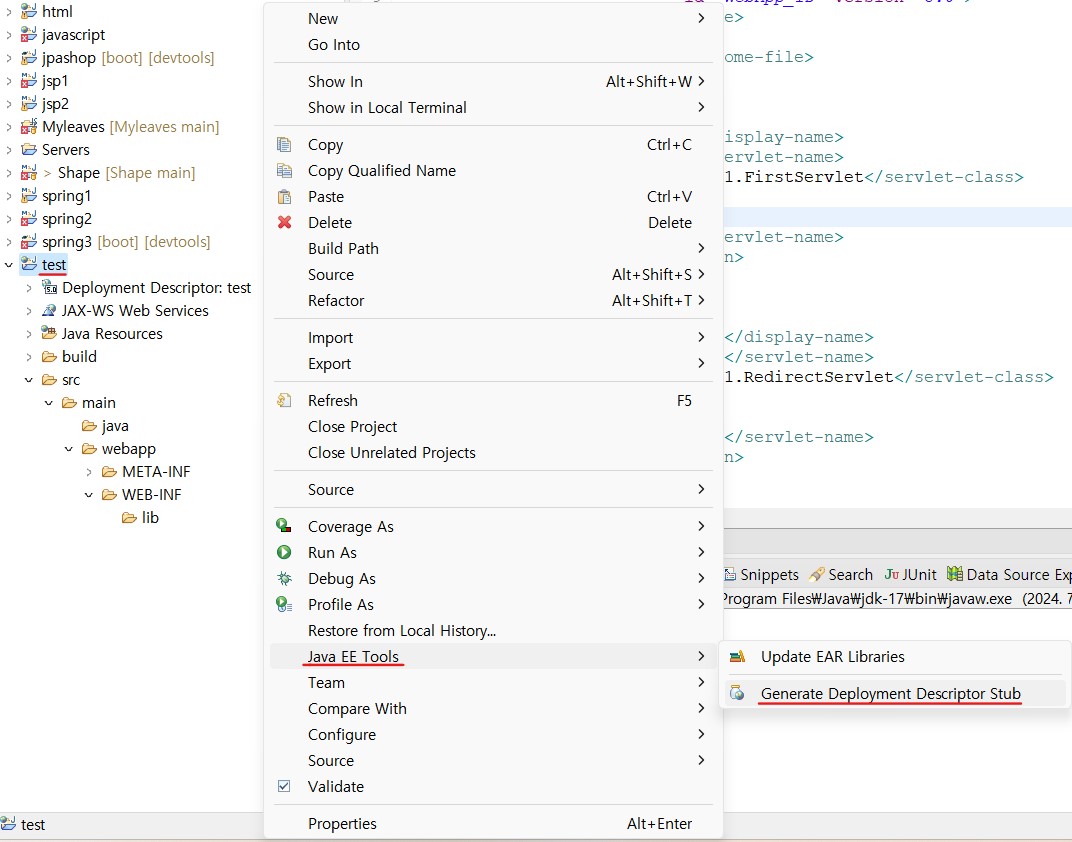 html
javascript
jpashop [boot] [devtools]
jsp1
jsp2
Myleaves [Myleaves main]
Servers
> Shape [Shape main]
spring1
spring2
spring3 [boot] [devtools]
test
Deployment Descriptor: test
JAX-WS Web Services
Java Resources
build
src
main
java
webapp
META-INF
WEB-INF
lib
test
New
Go Into
Show In Alt+Shift+W
Show in Local Terminal
Copy Ctrl+C
Copy Qualified Name
Paste Ctrl+V
Delete Delete
Build Path
Source Alt+Shift+S
Refactor Alt+Shift+T
Import
Export
Refresh F5
Close Project
Close Unrelated Projects
Source
Coverage As
Run As
Debug As
Profile As
Restore from Local History...
Java EE Tools
Team
Compare With
Configure
Source
Validate
Properties Alt+Enter
Update EAR Libraries
Generate Deployment Descriptor Stub
e>
ome-file>
isplay-name>
ervlet-name>
1.FirstServlet</servlet-class>
ervlet-name>
n>
</display-name>
</servlet-name>
1.RedirectServlet</servlet-class>
</servlet-name>
n>
Snippets Search JUnit Data Source Exp
Program Files₩Java₩jdk-17₩bin₩javaw.exe (2024. 7